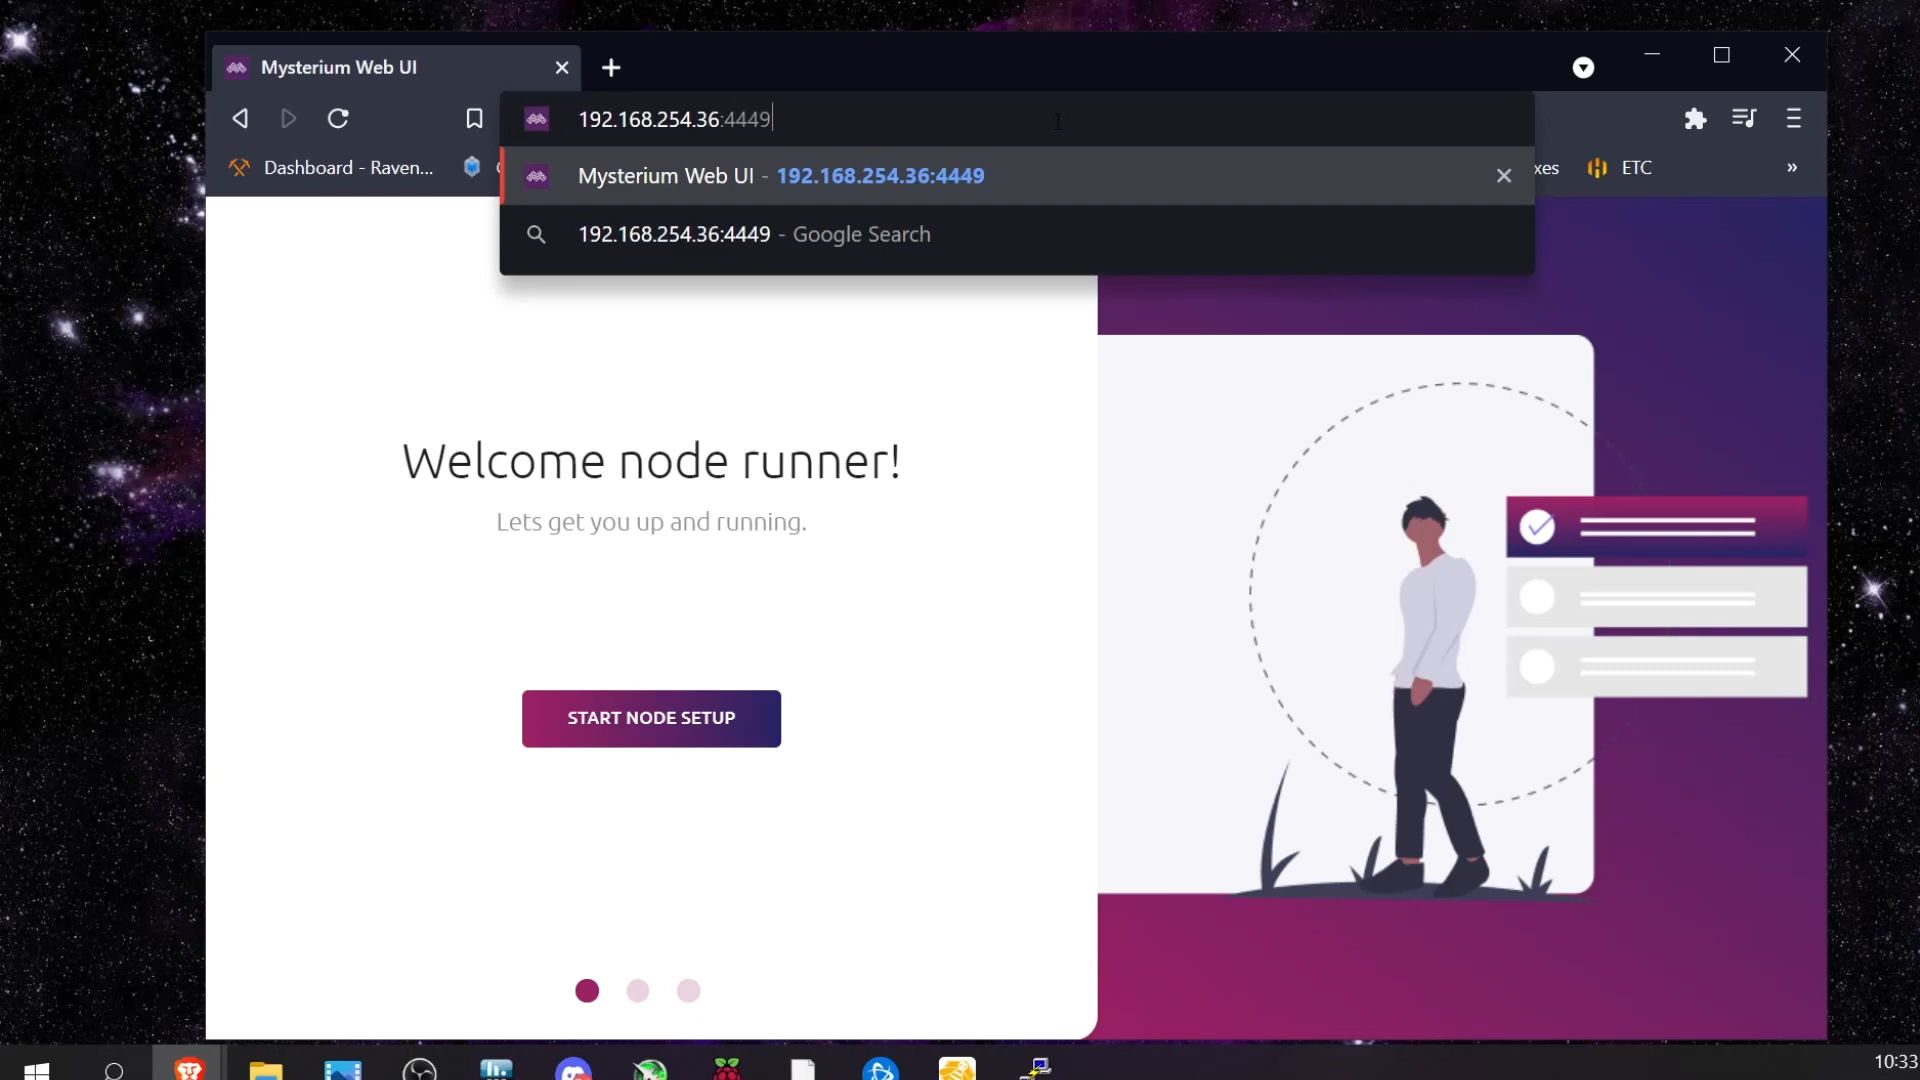 Mysterium Web UI
192.168.254.36:4449
Dashboard - Raven...
xes
ETC
Mysterium Web UI - 192.168.254.36:4449
192.168.254.36:4449 - Google Search
Welcome node runner!
Lets get you up and running.
START NODE SETUP
10:33